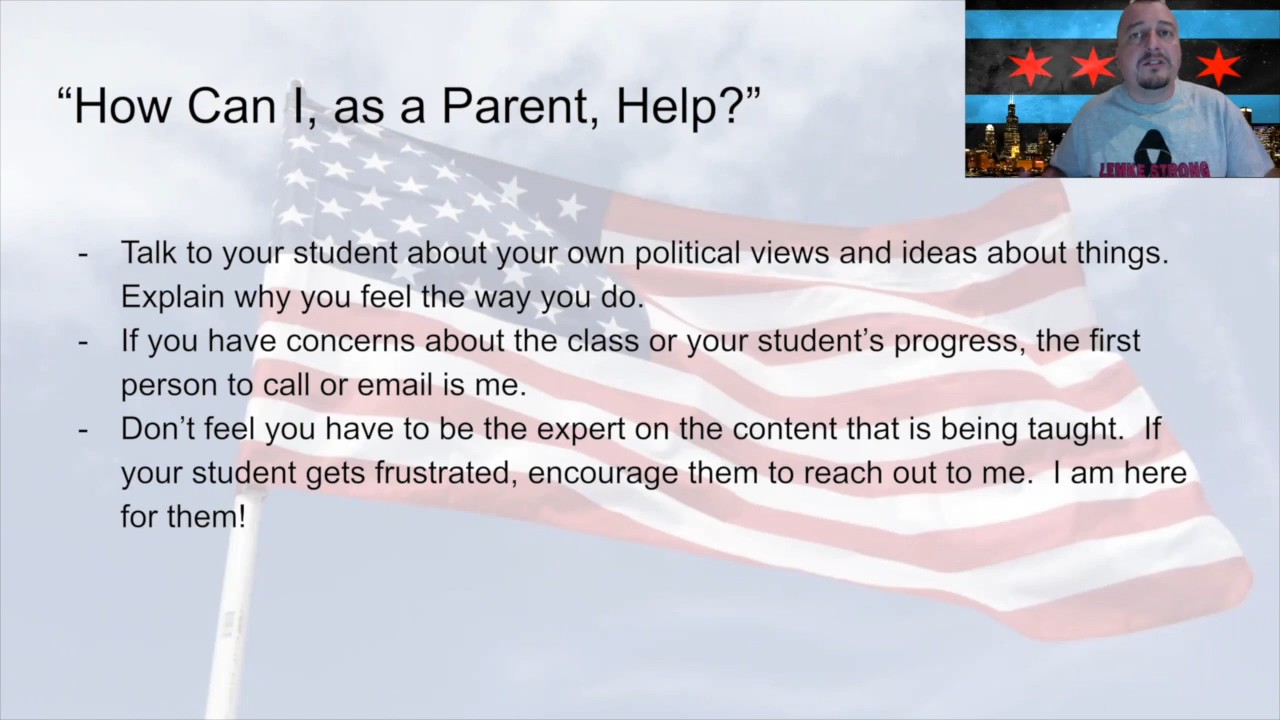 “How Can I, as a Parent, Help?”
LEMKE STRONG
- Talk to your student about your own political views and ideas about things.
Explain why you feel the way you do.
- If you have concerns about the class or your student’s progress, the first
person to call or email is me.
- Don’t feel you have to be the expert on the content that is being taught.  If
your student gets frustrated, encourage them to reach out to me.  I am here
for them!